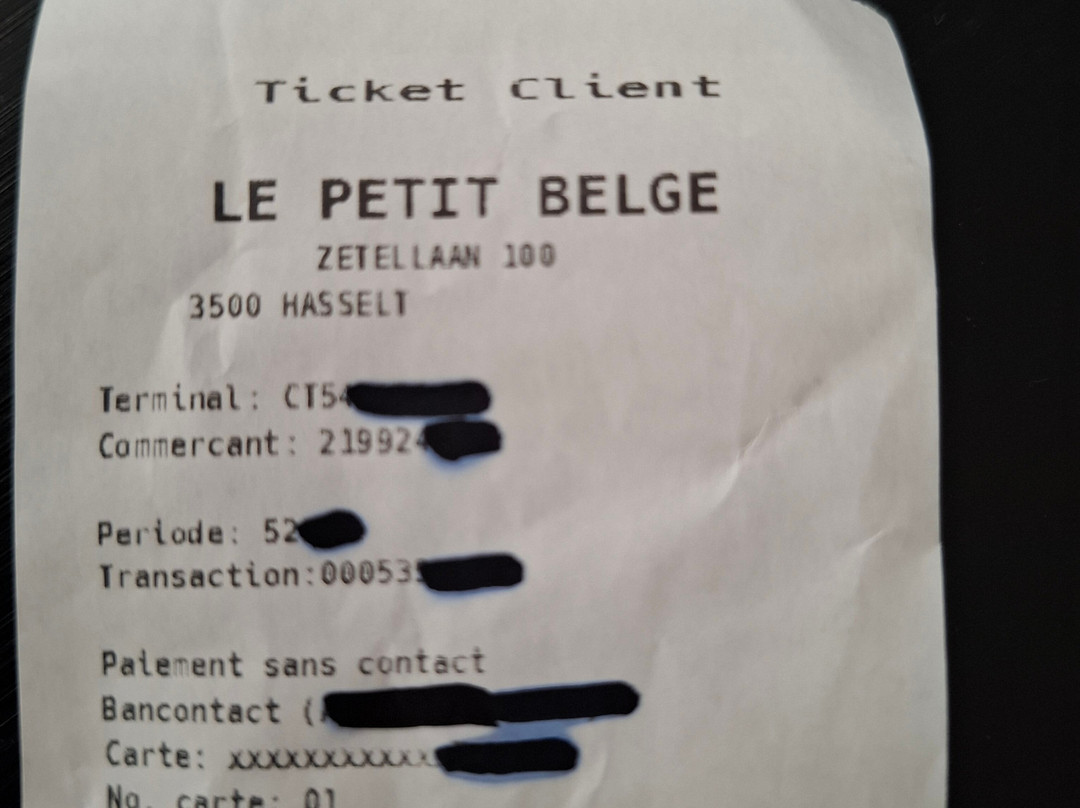 Ticket Client
LE PETIT BELGE
ZETELLAAN 100
3500 HASSELT
Terminal: CT54
Commercant: 219924
Periode: 52
Transaction:00053
Paiement sans contact
Bancontact (
Carte: xxxxxxxxxxxx
No. carte: 01